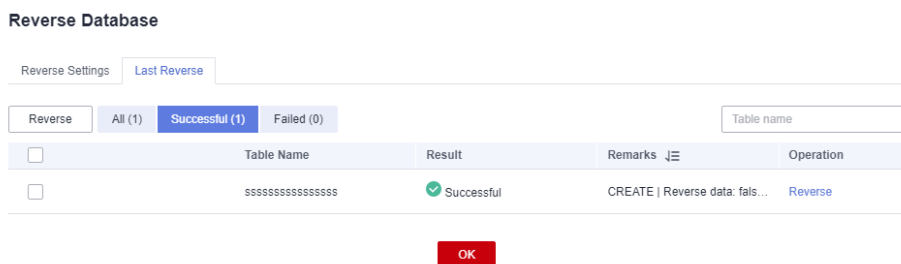 Reverse Database
Reverse Settings Last Reverse
Reverse All (1) Successful (1) Failed (0) Table name
Table Name Result Remarks Operation
ssssssssssssssss Successful CREATE | Reverse data: fals... Reverse
OK